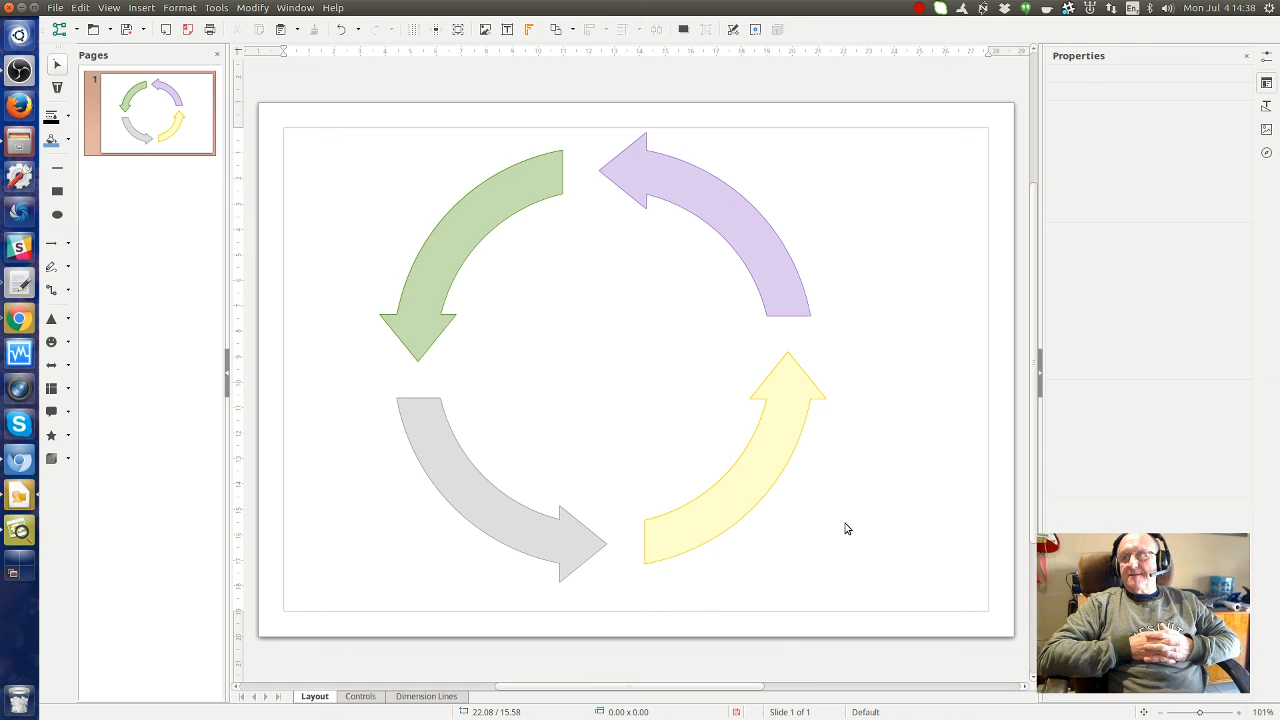 File Edit View Insert Format Tools Modify Window Help
En
Mon Jul 4 14:38
Pages
1
Properties
Layout Controls Dimension Lines
22.08 / 15.58
0.00 x 0.00
Slide 1 of 1
Default
101%